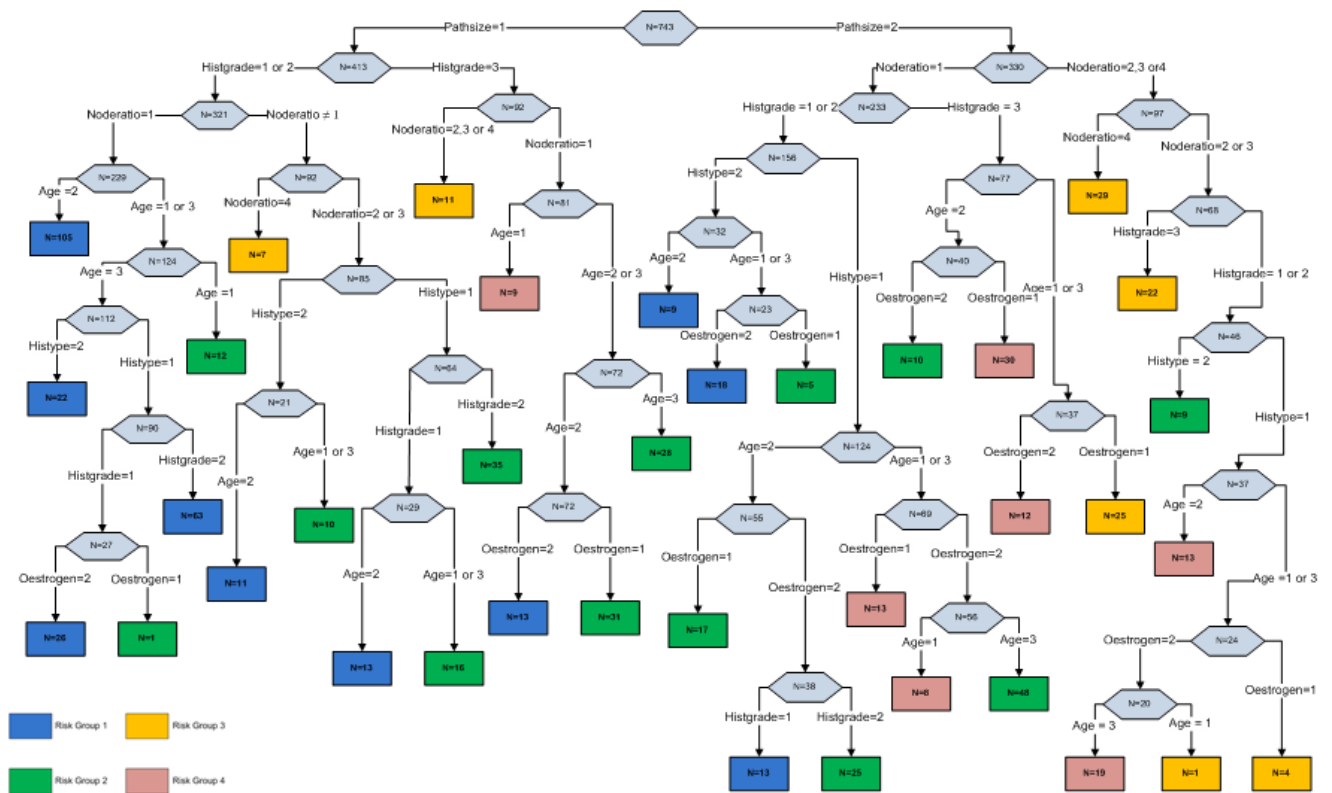 Pathsize=1
N=743
Pathsize=2
Histgrade=1 or 2
N=413
Histgrade=3
Noderatio=1
N=330
Noderatio=2,3 or4
Noderatio=1
N=321
Noderatio ≠ 1
N=92
Histgrade =1 or 2
N=233
Histgrade = 3
N=97
Noderatio=2,3 or 4
Noderatio=1
Noderatio=4
Noderatio=2 or 3
N=229
N=92
N=156
N=77
Age =2
Age =1 or 3
Noderatio=4
Noderatio=2 or 3
N=11
N=81
Histype=2
N=29
N=68
N=105
N=7
Age=1
N=32
Age =2
Histgrade=3
N=124
Age=2 or 3
Age=2
Age=1 or 3
Histype=1
N=40
Age=1 or 3
Histgrade= 1 or 2
Age = 3
Age=1
N=85
Histype=1
N=9
N=9
N=23
Oestrogen=2
Oestrogen=1
N=22
N=112
Histype=2
Oestrogen=2
Oestrogen=1
N=46
Histype=2
Histype=1
N=12
N=10
N=30
Histype = 2
N=22
N=64
N=72
N=18
N=5
N=9
Histype=1
N=21
Histgrade=1
Histgrade=2
Age=2
Age=3
N=37
N=90
Age=1 or 3
N=35
N=28
Age=2
N=124
Age=1 or 3
Oestrogen=2
Oestrogen=1
Histgrade=1
Histgrade=2
Age=2
N=37
N=63
N=10
N=29
N=72
N=55
N=69
N=12
N=25
Age =2
N=27
Oestrogen=2
Oestrogen=1
Oestrogen=1
Oestrogen=2
Oestrogen=1
Oestrogen=2
N=13
Oestrogen=2
Oestrogen=1
N=11
Age=2
Age=1 or 3
Age =1 or 3
N=26
N=1
N=13
N=31
N=17
N=13
N=56
N=13
N=16
Age=1
Age=3
Oestrogen=2
N=24
N=38
N=8
N=48
Oestrogen=1
Histgrade=1
Histgrade=2
N=20
Age = 3
Age = 1
N=13
N=25
N=19
N=1
N=4
Risk Group 1
Risk Group 3
Risk Group 2
Risk Group 4